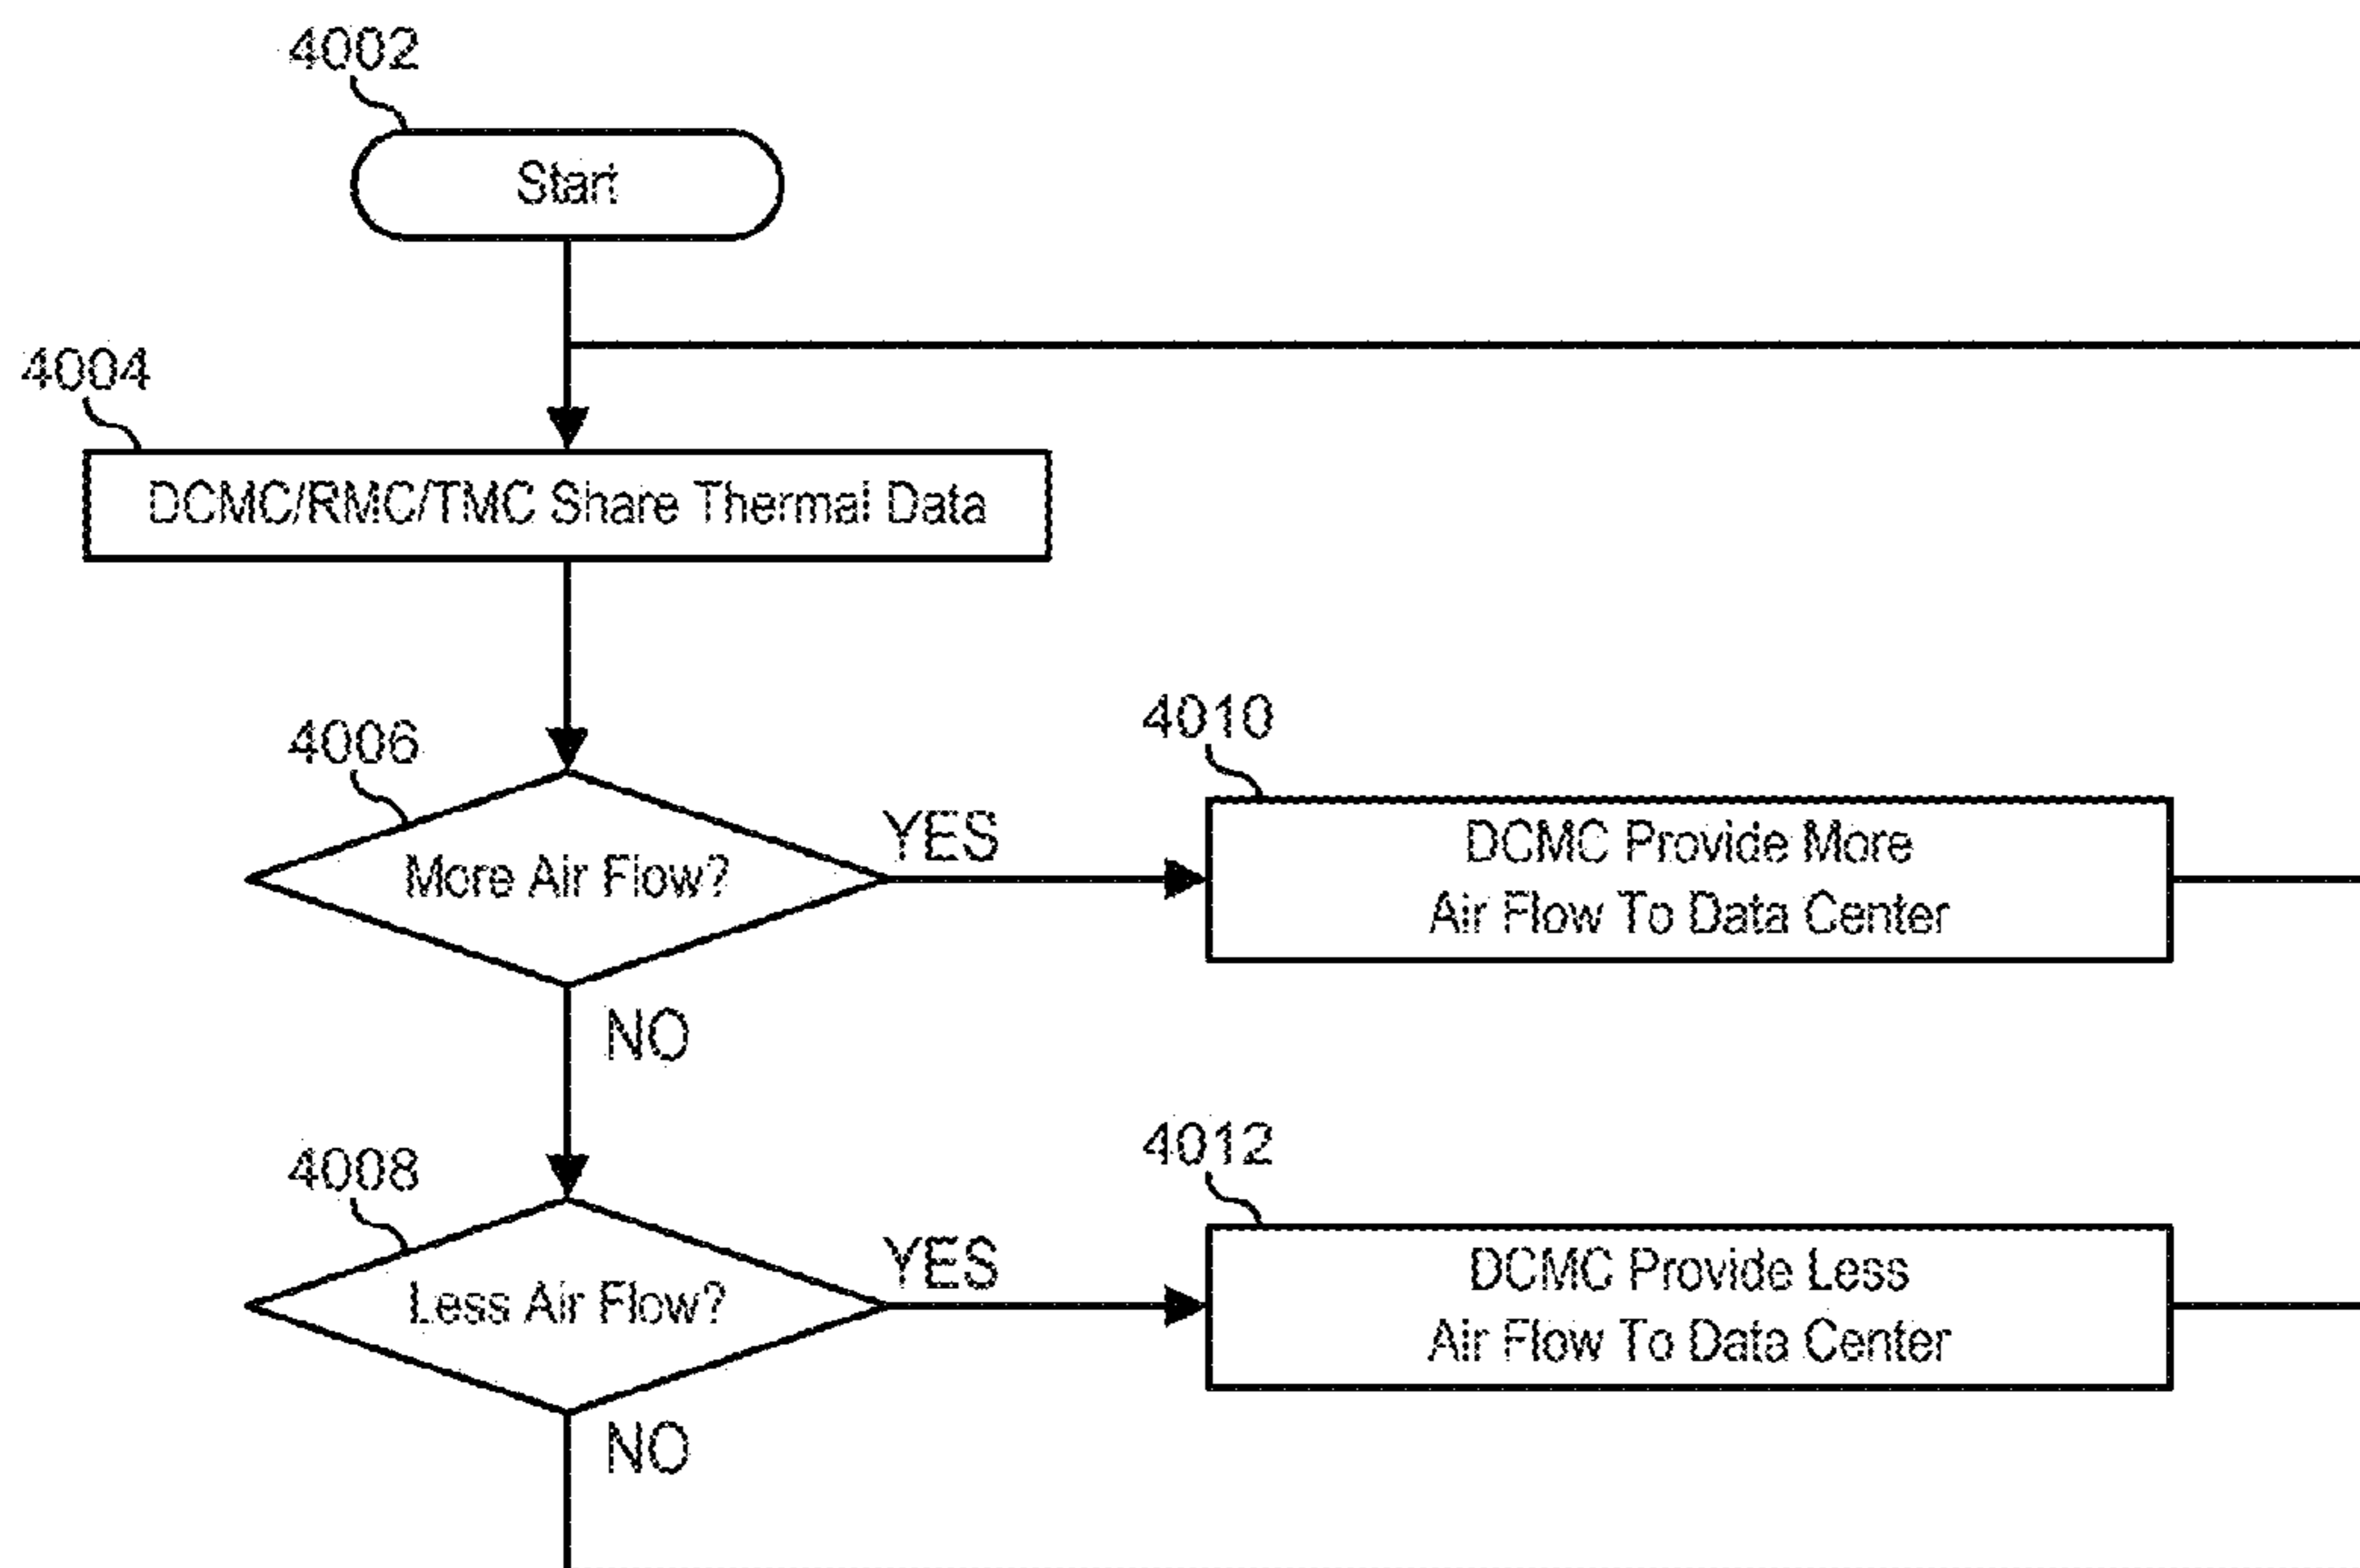 4002
Start
4004
DCMC/RMC/TMC Share Thermal Data
4006
More Air Flow?
YES
4010
DCMC Provide More
Air Flow To Data Center
NO
4008
Less Air Flow?
YES
4012
DCMC Provide Less
Air Flow To Data Center
NO